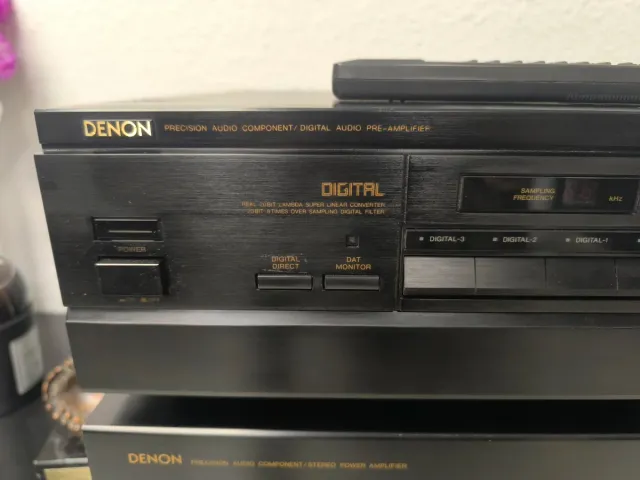 DENON PRECISION AUDIO COMPONENT/DIGITAL AUDIO PRE-AMPLIFIER
DIGITAL
REAL 20BIT LAMBDA SUPER LINEAR CONVERTER
20BIT 8TIMES OVER SAMPLING DIGITAL FILTER
SAMPLING
FREQUENCY
kHz
POWER
DIGITAL
DIRECT
DAT
MONITOR
DIGITAL-3
DIGITAL-2
DIGITAL-1
DENON PRECISION AUDIO COMPONENT/STEREO POWER AMPLIFIER